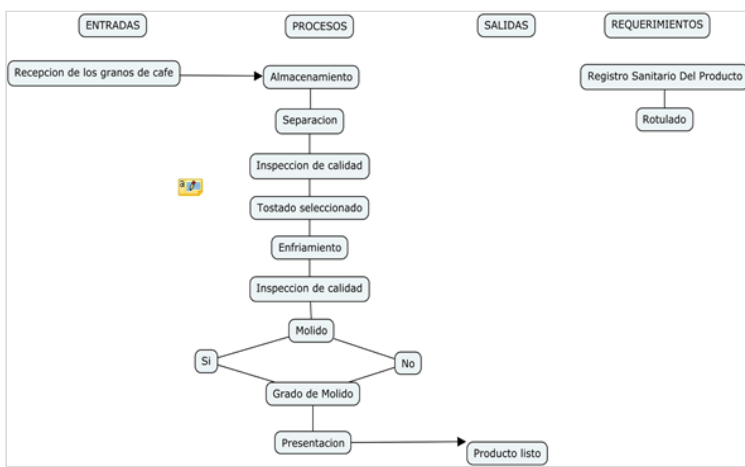 ENTRADAS
PROCESOS
SALIDAS
REQUERIMIENTOS
Recepcion de los granos de cafe
Almacenamiento
Registro Sanitario Del Producto
Separacion
Rotulado
Inspeccion de calidad
Tostado seleccionado
Enfriamiento
Inspeccion de calidad
Molido
Si
No
Grado de Molido
Presentacion
Producto listo